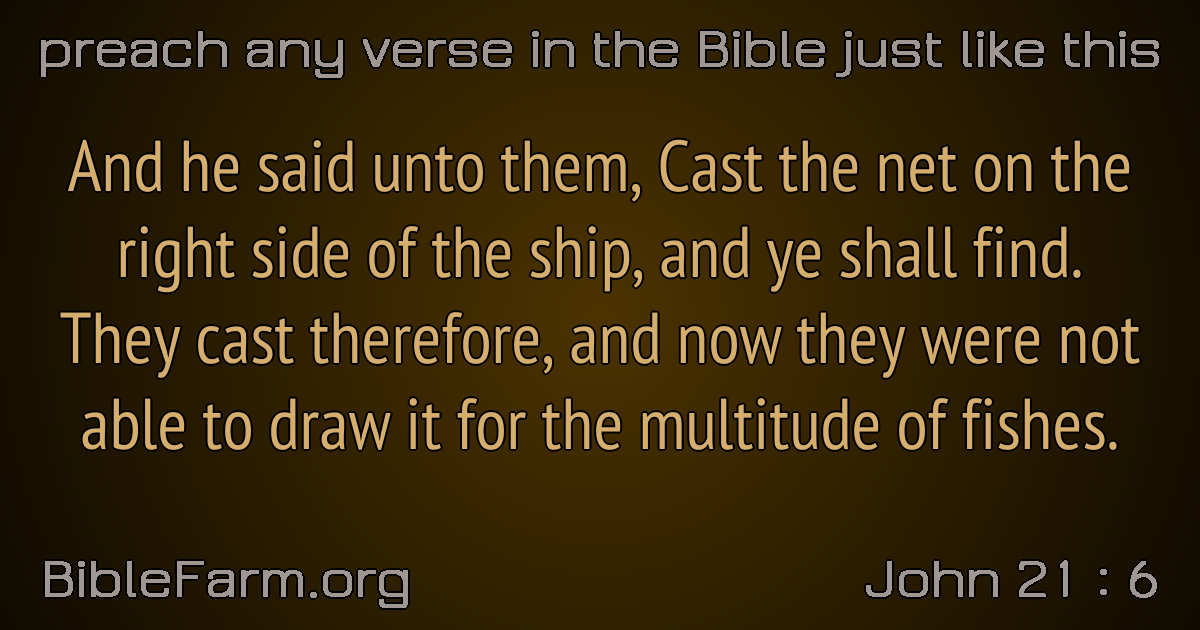 preach any verse in the Bible just like this
And he said unto them, Cast the net on the
right side of the ship, and ye shall find.
They cast therefore, and now they were not
able to draw it for the multitude of fishes.
BibleFarm.org
John 21 : 6